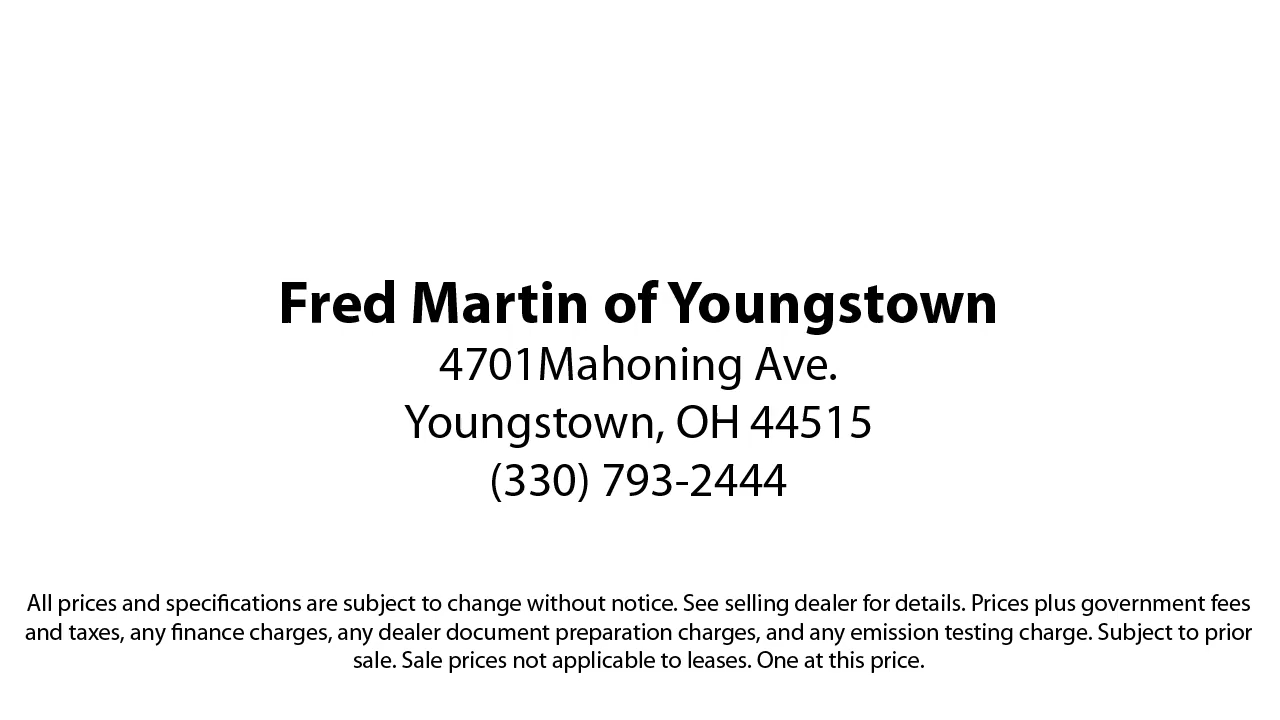 Fred Martin of Youngstown
4701Mahoning Ave.
Youngstown, OH 44515
(330) 793-2444
All prices and specifications are subject to change without notice. See selling dealer for details. Prices plus government fees
and taxes, any finance charges, any dealer document preparation charges, and any emission testing charge. Subject to prior
sale. Sale prices not applicable to leases. One at this price.